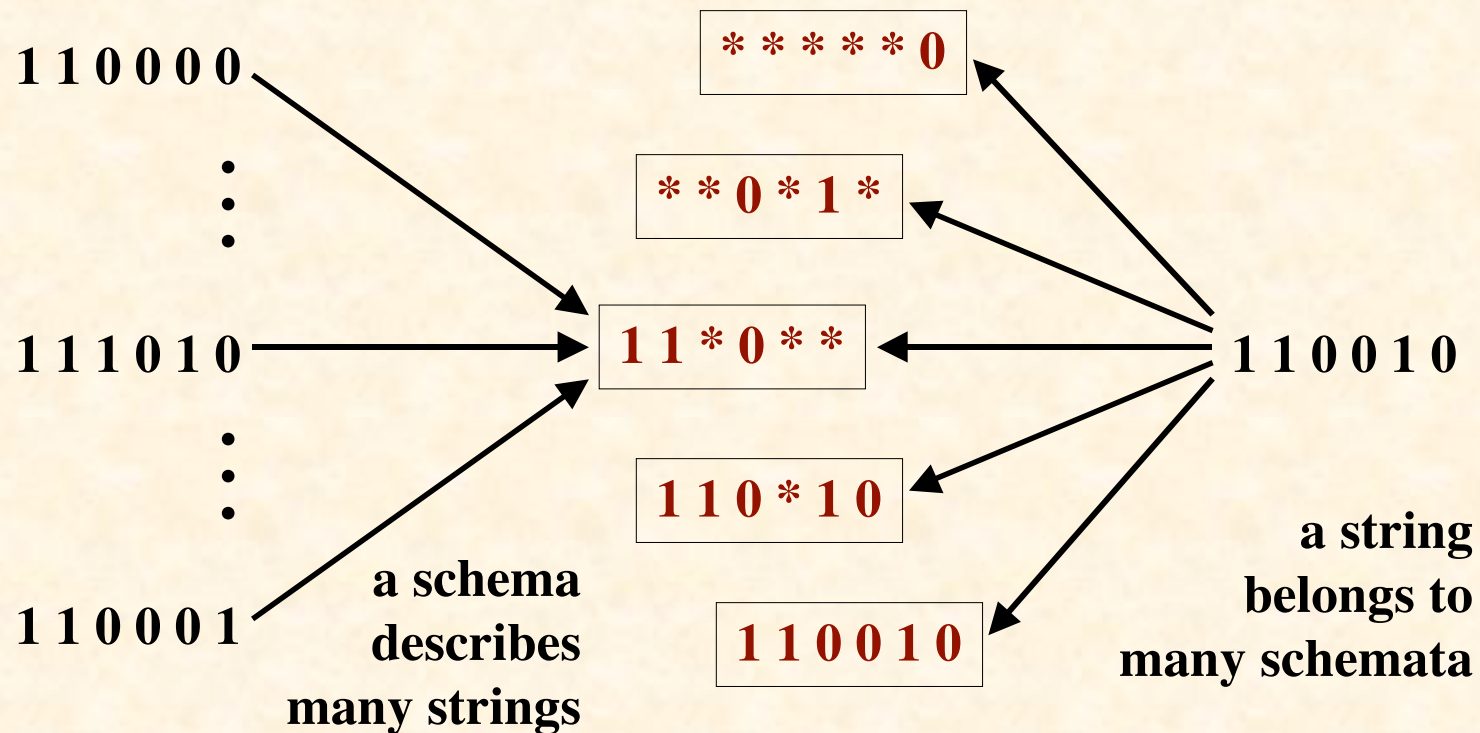 1 1 0 0 0 0
1 1 1 0 1 0
1 1 0 0 0 1
a schema
describes
many strings
* * * * * 0
* * 0 * 1 *
1 1 * 0 * *
1 1 0 * 1 0
1 1 0 0 1 0
1 1 0 0 1 0
a string
belongs to
many schemata